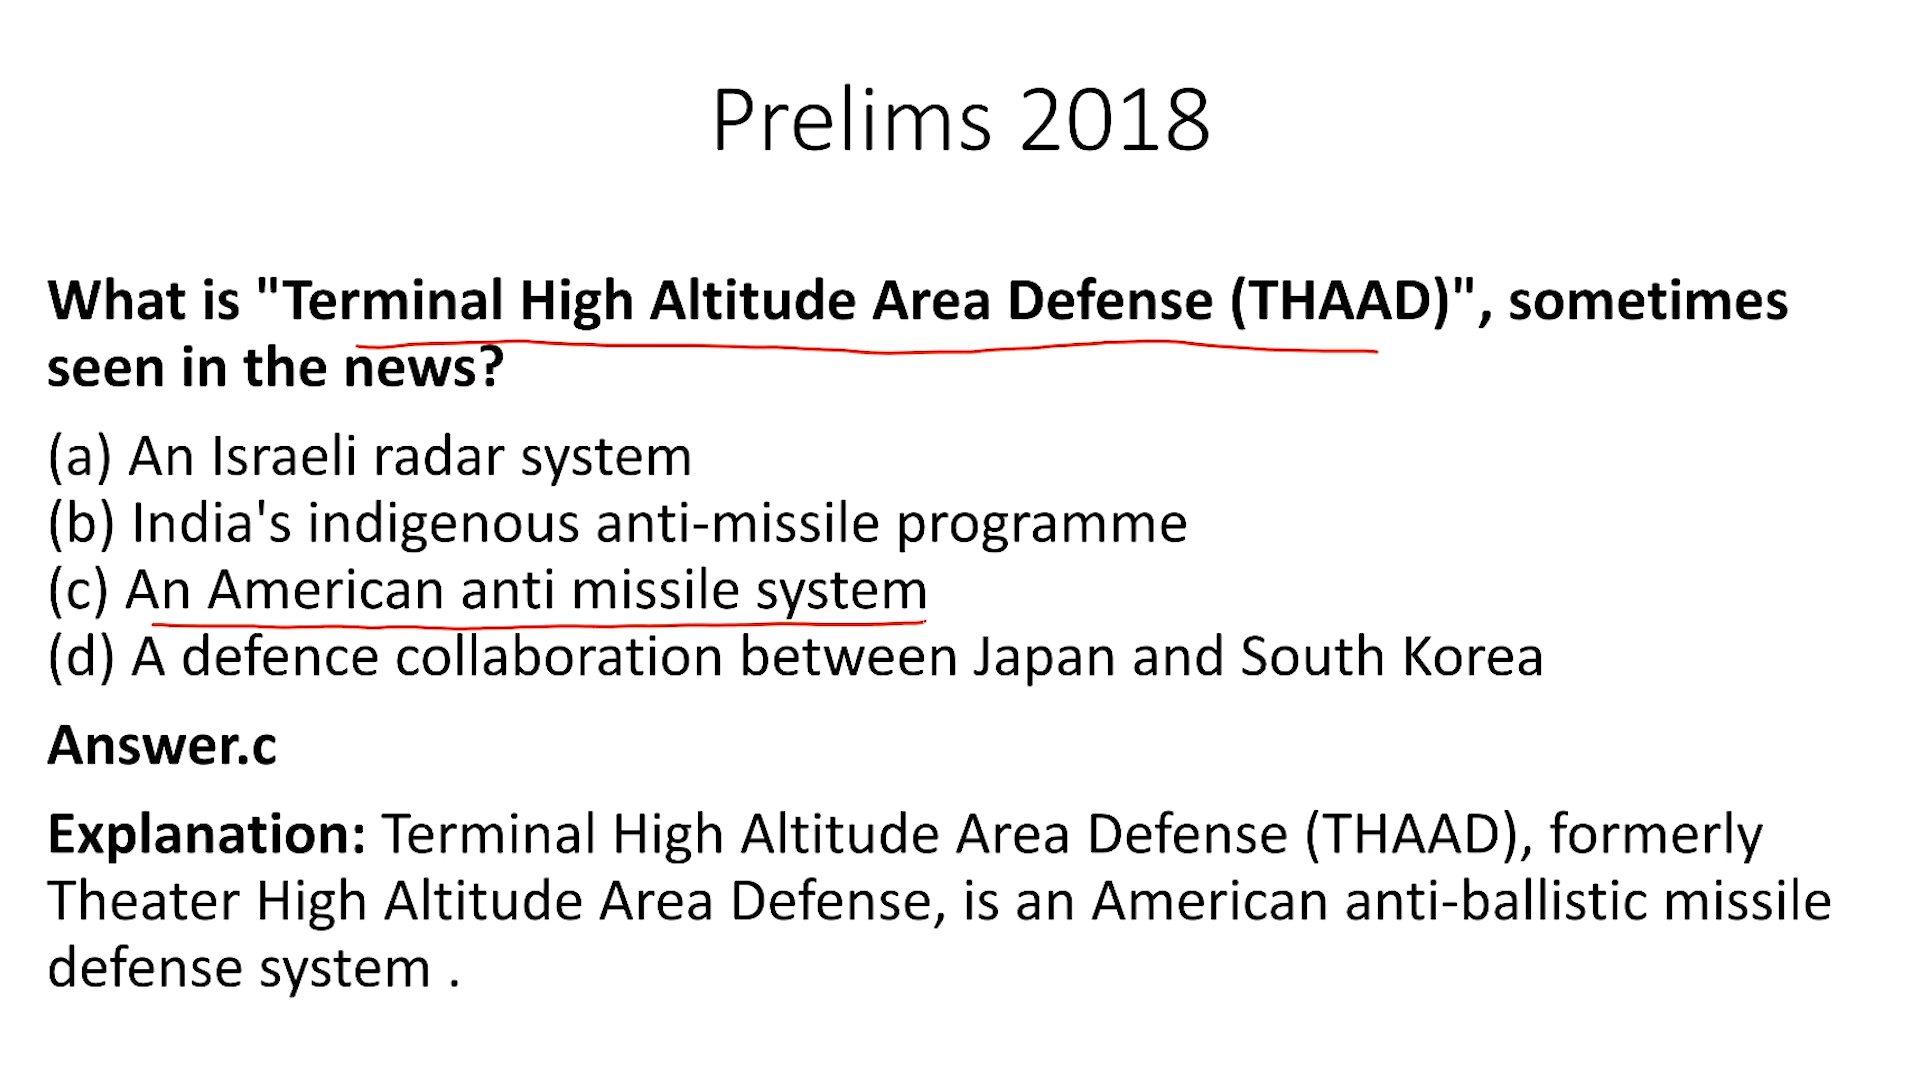 Prelims 2018
What is "Terminal High Altitude Area Defense (THAAD)", sometimes
seen in the news?
(a) An Israeli radar system
(b) India's indigenous anti-missile programme
(c) An American anti missile system
(d) A defence collaboration between Japan and South Korea
Answer.c
Explanation: Terminal High Altitude Area Defense (THAAD), formerly
Theater High Altitude Area Defense, is an American anti-ballistic missile
defense system .